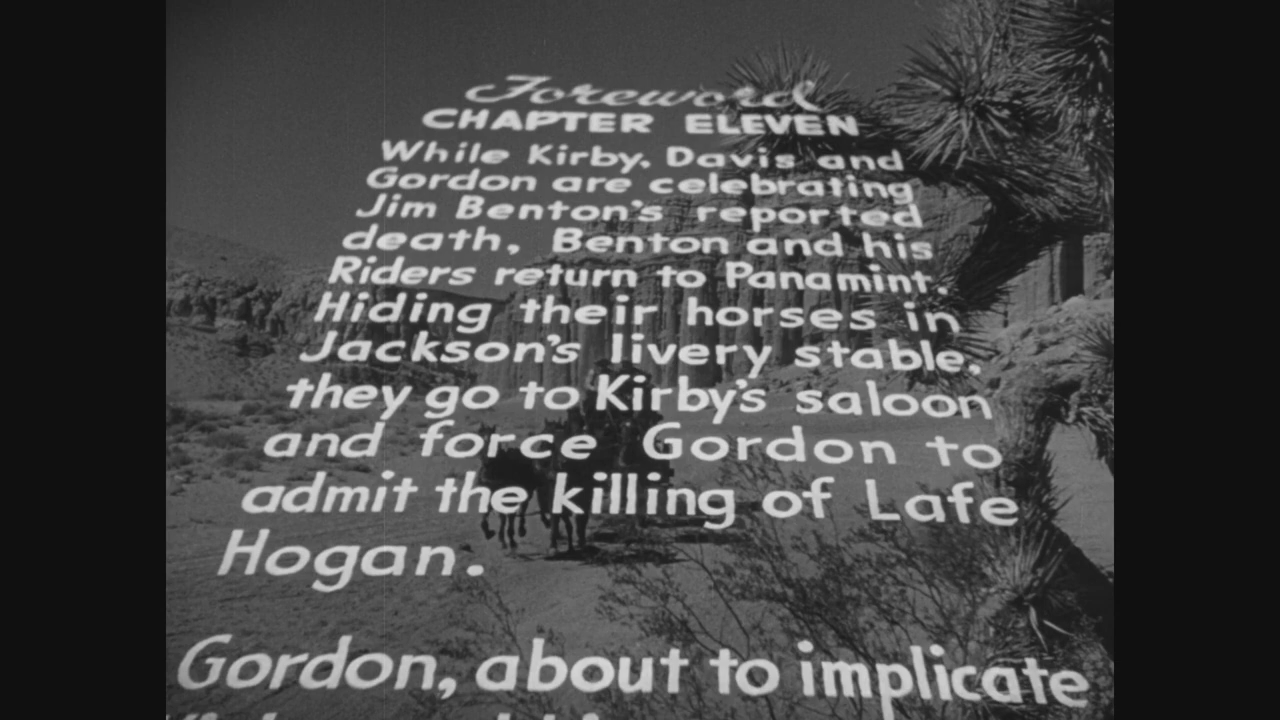 Foreword
CHAPTER ELEVEN
While Kirby, Davis and
Gordon are celebrating
Jim Benton's reported
death, Benton and his
Riders return to Panamint.
Hiding their horses in
Jackson's livery stable,
they go to Kirby's saloon
and force Gordon to
admit the killing of Lafe
Hogan.
Gordon, about to implicate